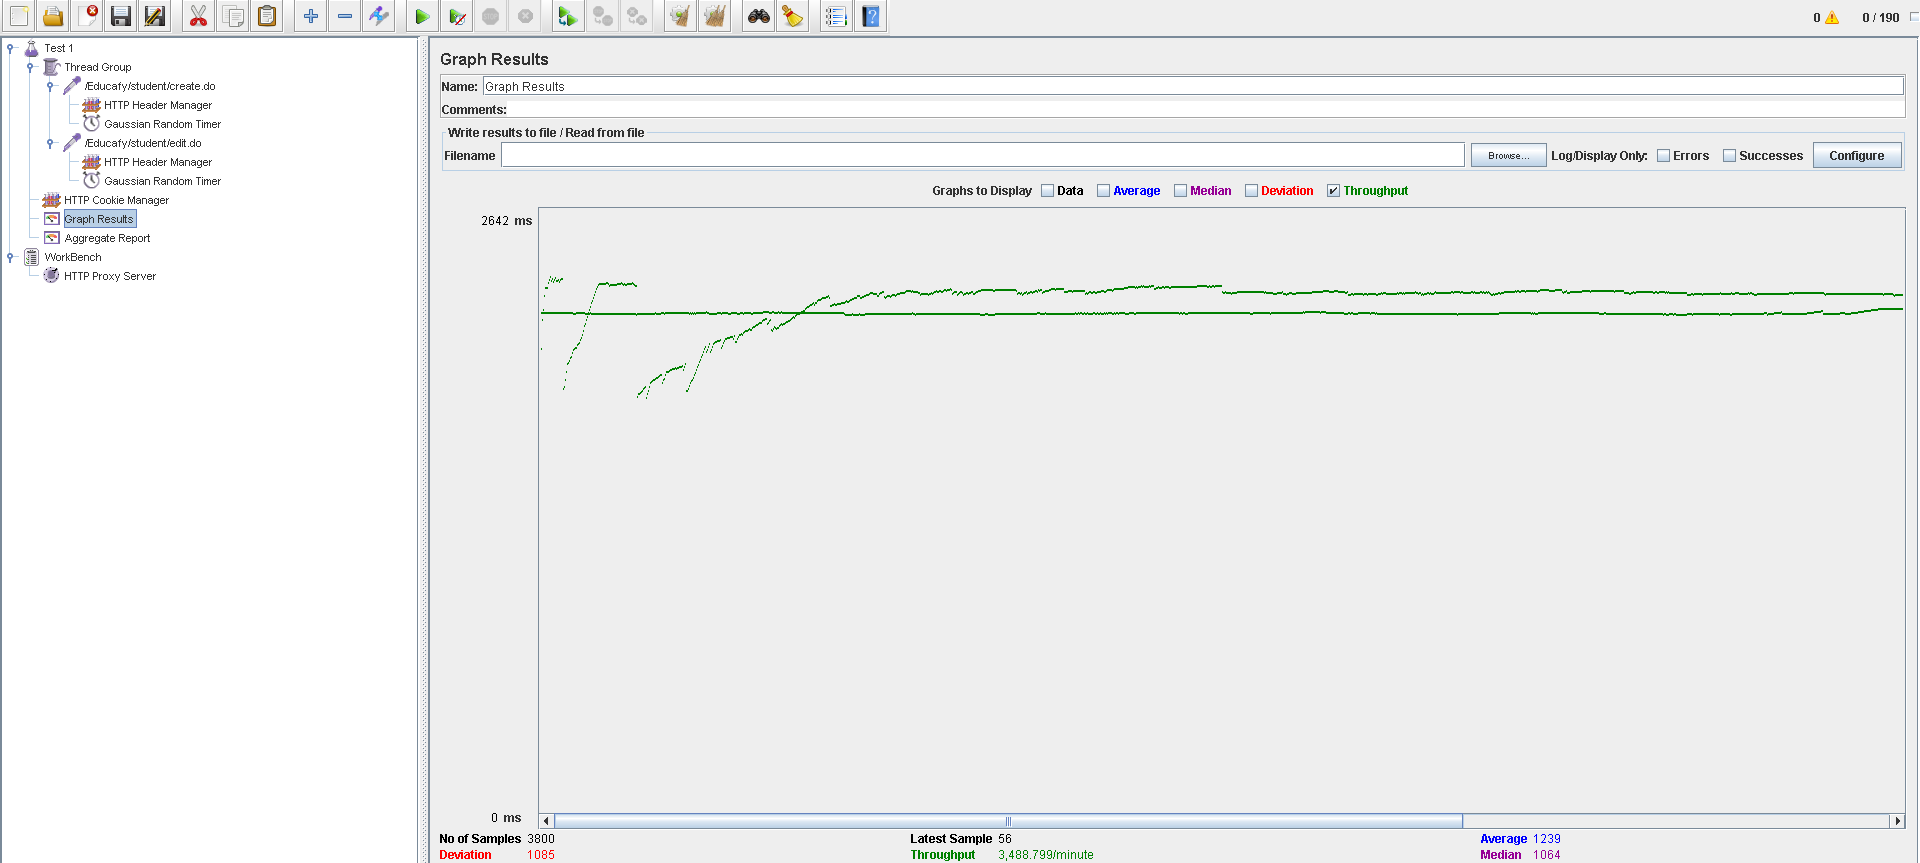 0 0 / 190
Test 1
Thread Group
/Educafy/student/create.do
HTTP Header Manager
Gaussian Random Timer
/Educafy/student/edit.do
HTTP Header Manager
Gaussian Random Timer
HTTP Cookie Manager
Graph Results
Aggregate Report
WorkBench
HTTP Proxy Server
Graph Results
Name: Graph Results
Comments:
Write results to file / Read from file
Filename Browse... Log/Display Only: Errors Successes Configure
Graphs to Display Data Average Median Deviation Throughput
2642 ms
0 ms
No of Samples 3800 Latest Sample 56 Average 1239
Deviation 1085 Throughput 3,488.799/minute Median 1064